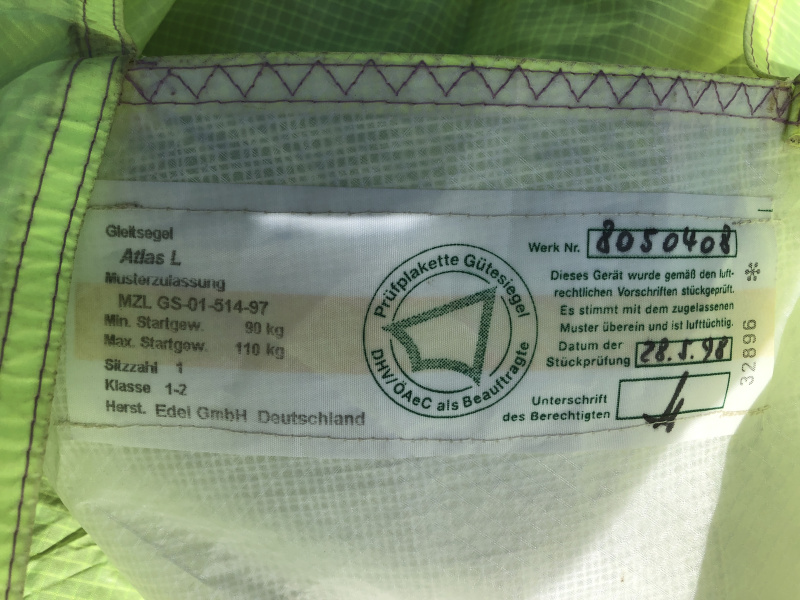 Gleitsegel
Atlas L
Musterzulassung
MZL GS-01-514-97
Min. Startgew. 90 kg
Max. Startgew. 110 kg
Sitzzahl 1
Klasse 1-2
Herst. Edel GmbH Deutschland
Prüfplakette Gütesiegel
DHV/ÖAeC als Beauftragte
Werk Nr. 8050408
Dieses Gerät wurde gemäß den luft-
rechtlichen Vorschriften stückgeprüft.
Es stimmt mit dem zugelassenen
Muster überein und ist lufttüchtig.
Datum der
Stückprüfung 28.5.98
Unterschrift
des Berechtigten
32896